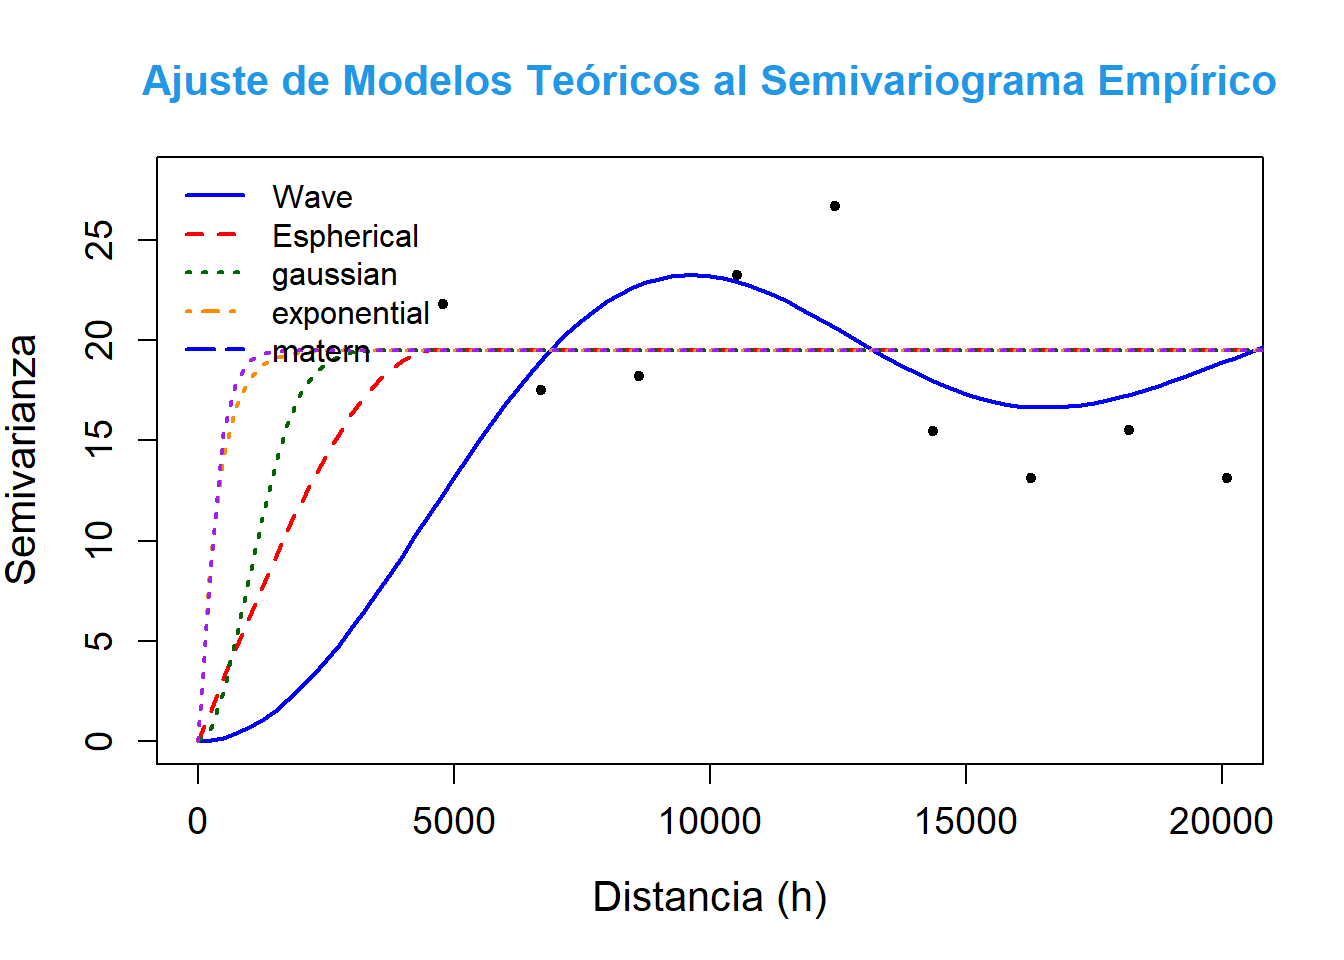 Ajuste de Modelos Teóricos al Semivariograma Empírico
Wave
Espherical
gaussian
exponential
matern
Semivarianza
25
20
15
10
5
0
0 5000 10000 15000 20000
Distancia (h)